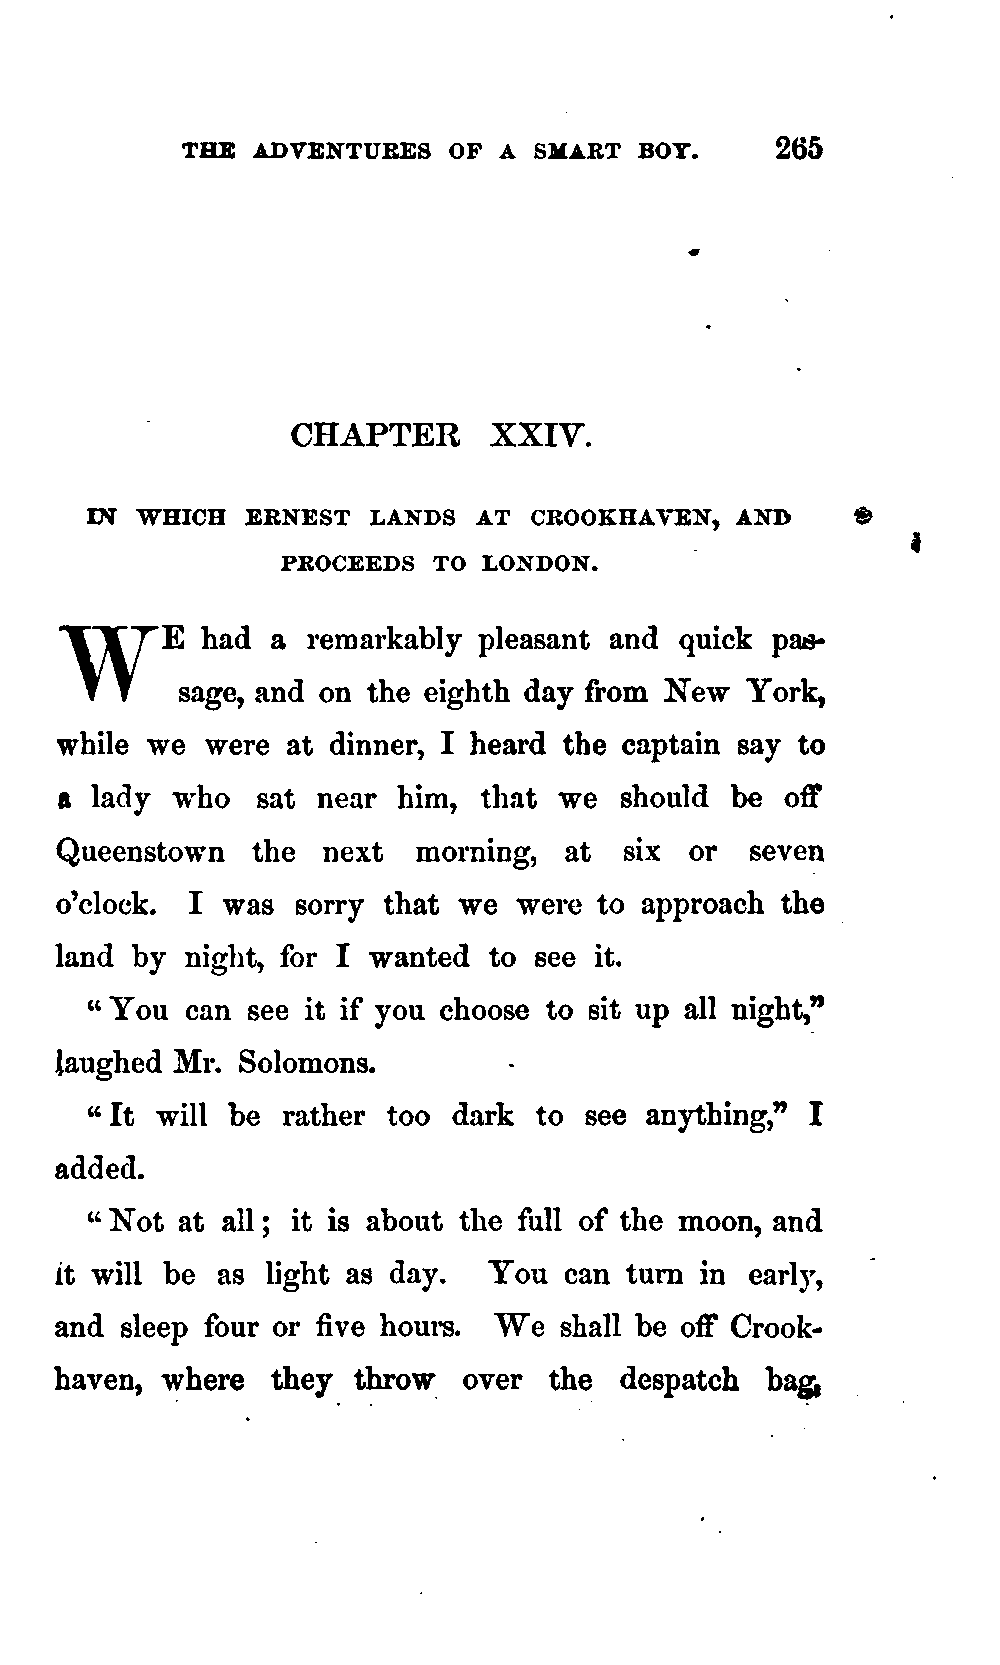 THE ADVENTURES OF A SMART BOY. 265
CHAPTER XXIV.
IN WHICH ERNEST LANDS AT CROOKHAVEN, AND
PROCEEDS TO LONDON.
WE had a remarkably pleasant and quick pas-
sage, and on the eighth day from New York,
while we were at dinner, I heard the captain say to
a lady who sat near him, that we should be off
Queenstown the next morning, at six or seven
o'clock. I was sorry that we were to approach the
land by night, for I wanted to see it.
"You can see it if you choose to sit up all night,"
laughed Mr. Solomons.
"It will be rather too dark to see anything," I
added.
"Not at all; it is about the full of the moon, and
it will be as light as day. You can turn in early,
and sleep four or five hours. We shall be off Crook-
haven, where they throw over the despatch bag,